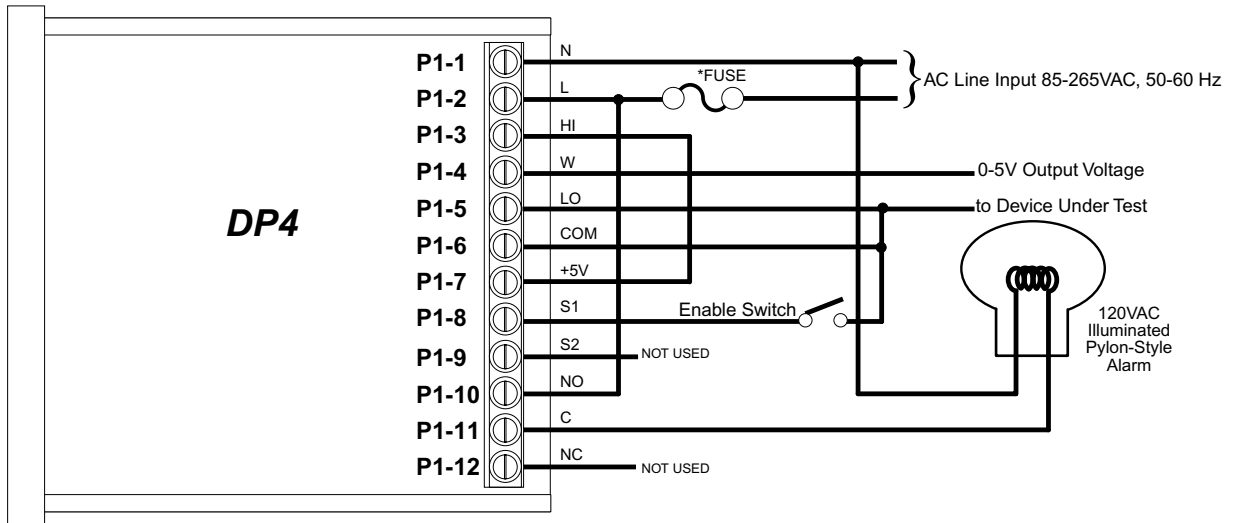 DP4
P1-1
N
P1-2
L
*FUSE
AC Line Input 85-265VAC, 50-60 Hz
P1-3
HI
P1-4
W
0-5V Output Voltage
P1-5
LO
to Device Under Test
P1-6
COM
P1-7
+5V
P1-8
S1
Enable Switch
120VAC
Illuminated
Pylon-Style
Alarm
P1-9
S2
NOT USED
P1-10
NO
P1-11
C
P1-12
NC
NOT USED